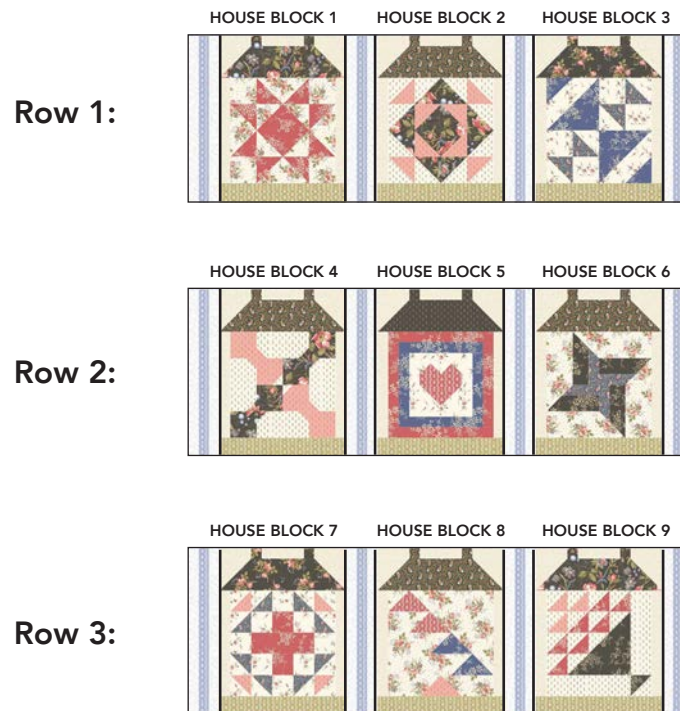 HOUSE BLOCK 1 HOUSE BLOCK 2 HOUSE BLOCK 3
Row 1:
HOUSE BLOCK 4 HOUSE BLOCK 5 HOUSE BLOCK 6
Row 2:
HOUSE BLOCK 7 HOUSE BLOCK 8 HOUSE BLOCK 9
Row 3: